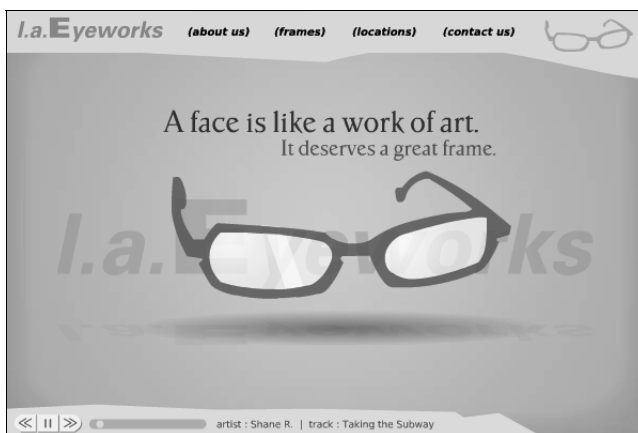 l.a.Eyeworks (about us) (frames) (locations) (contact us)
A face is like a work of art.
It deserves a great frame.
l.a.Eyeworks
artist : Shane R. | track : Taking the Subway